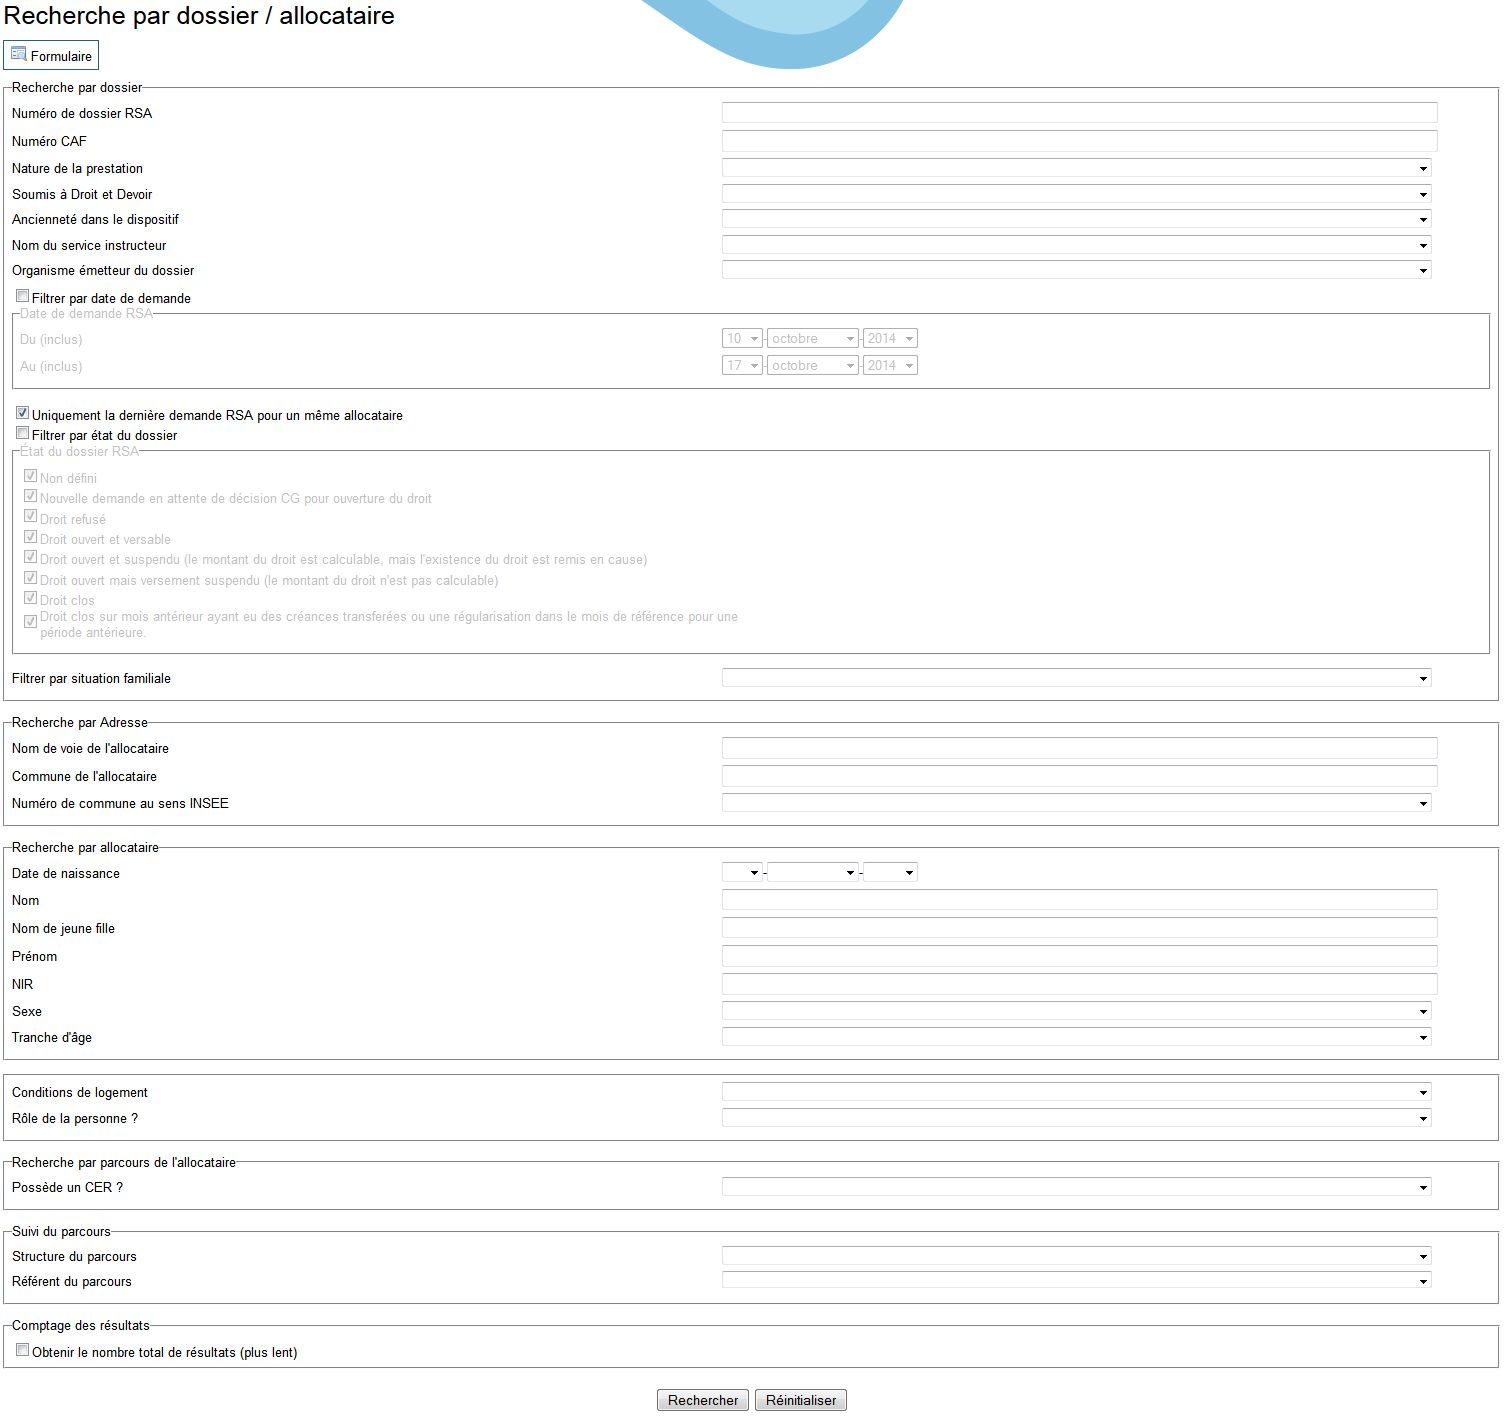 Recherche par dossier / allocataire
Formulaire
Recherche par dossier
Numéro de dossier RSA
Numéro CAF
Nature de la prestation
Soumis à Droit et Devoir
Ancienneté dans le dispositif
Nom du service instructeur
Organisme émetteur du dossier
Filtrer par date de demande
Date de demande RSA
Du (inclus) 10 - octobre - 2014
Au (inclus) 17 - octobre - 2014
Uniquement la dernière demande RSA pour un même allocataire
Filtrer par état du dossier
État du dossier RSA
Non défini
Nouvelle demande en attente de décision CG pour ouverture du droit
Droit refusé
Droit ouvert et versable
Droit ouvert et suspendu (le montant du droit est calculable, mais l'existence du droit est remis en cause)
Droit ouvert mais versement suspendu (le montant du droit n'est pas calculable)
Droit clos
Droit clos sur mois antérieur ayant eu des créances transferées ou une régularisation dans le mois de référence pour une
période antérieure.
Filtrer par situation familiale
Recherche par Adresse
Nom de voie de l'allocataire
Commune de l'allocataire
Numéro de commune au sens INSEE
Recherche par allocataire
Date de naissance - -
Nom
Nom de jeune fille
Prénom
NIR
Sexe
Tranche d'âge
Conditions de logement
Rôle de la personne ?
Recherche par parcours de l'allocataire
Possède un CER ?
Suivi du parcours
Structure du parcours
Référent du parcours
Comptage des résultats
Obtenir le nombre total de résultats (plus lent)
Rechercher Réinitialiser